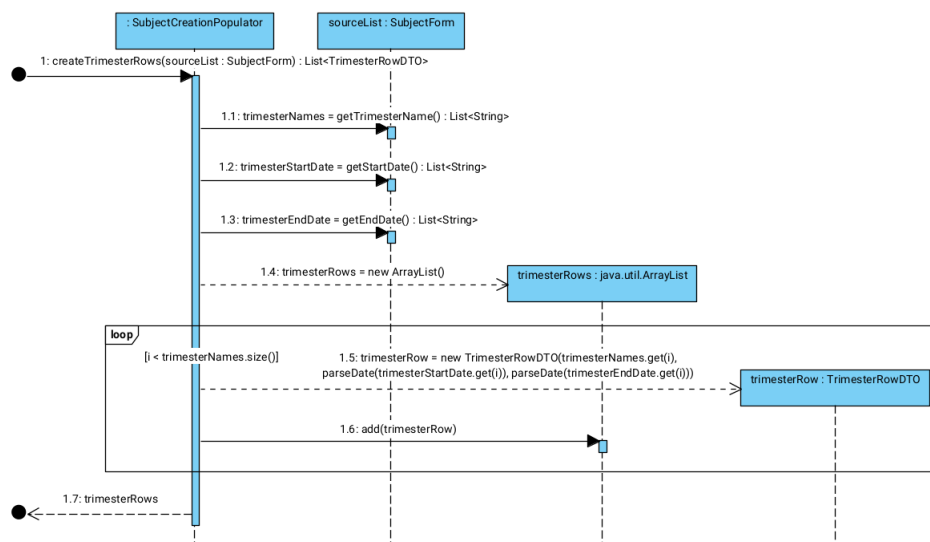 : SubjectCreationPopulator
sourceList : SubjectForm
1: createTrimesterRows(sourceList : SubjectForm) : List<TrimesterRowDTO>
1.1: trimesterNames = getTrimesterName() : List<String>
1.2: trimesterStartDate = getStartDate() : List<String>
1.3: trimesterEndDate = getEndDate() : List<String>
1.4: trimesterRows = new ArrayList()
trimesterRows : java.util.ArrayList
loop
[i < trimesterNames.size()]
1.5: trimesterRow = new TrimesterRowDTO(trimesterNames.get(i),
parseDate(trimesterStartDate.get(i)), parseDate(trimesterEndDate.get(i)))
trimesterRow : TrimesterRowDTO
1.6: add(trimesterRow)
1.7: trimesterRows